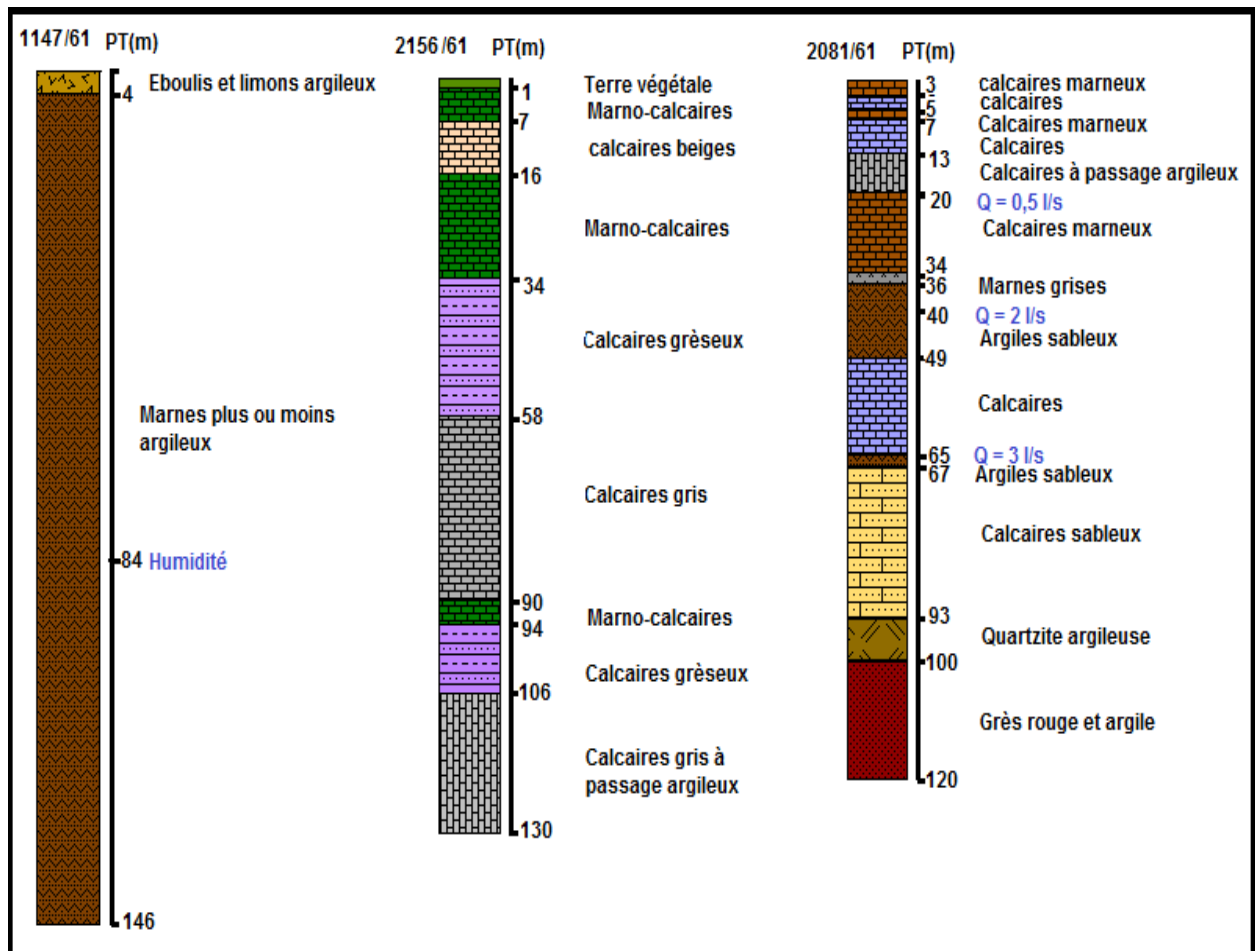 1147/61 PT(m)
4
Eboulis et limons argileux
Marnes plus ou moins
argileux
84 Humidité
146
2156/61 PT(m)
Terre végétale
1
Marno-calcaires
7
calcaires beiges
16
Marno-calcaires
34
Calcaires grèseux
58
Calcaires gris
90
Marno-calcaires
94
Calcaires grèseux
106
Calcaires gris à
passage argileux
130
2081/61 PT(m)
3 calcaires marneux
calcaires
5
7 Calcaires marneux
Calcaires
13
Calcaires à passage argileux
20 Q = 0,5 l/s
Calcaires marneux
34
36 Marnes grises
40 Q = 2 l/s
Argiles sableux
49
Calcaires
65 Q = 3 l/s
67 Argiles sableux
Calcaires sableux
93
Quartzite argileuse
100
Grès rouge et argile
120